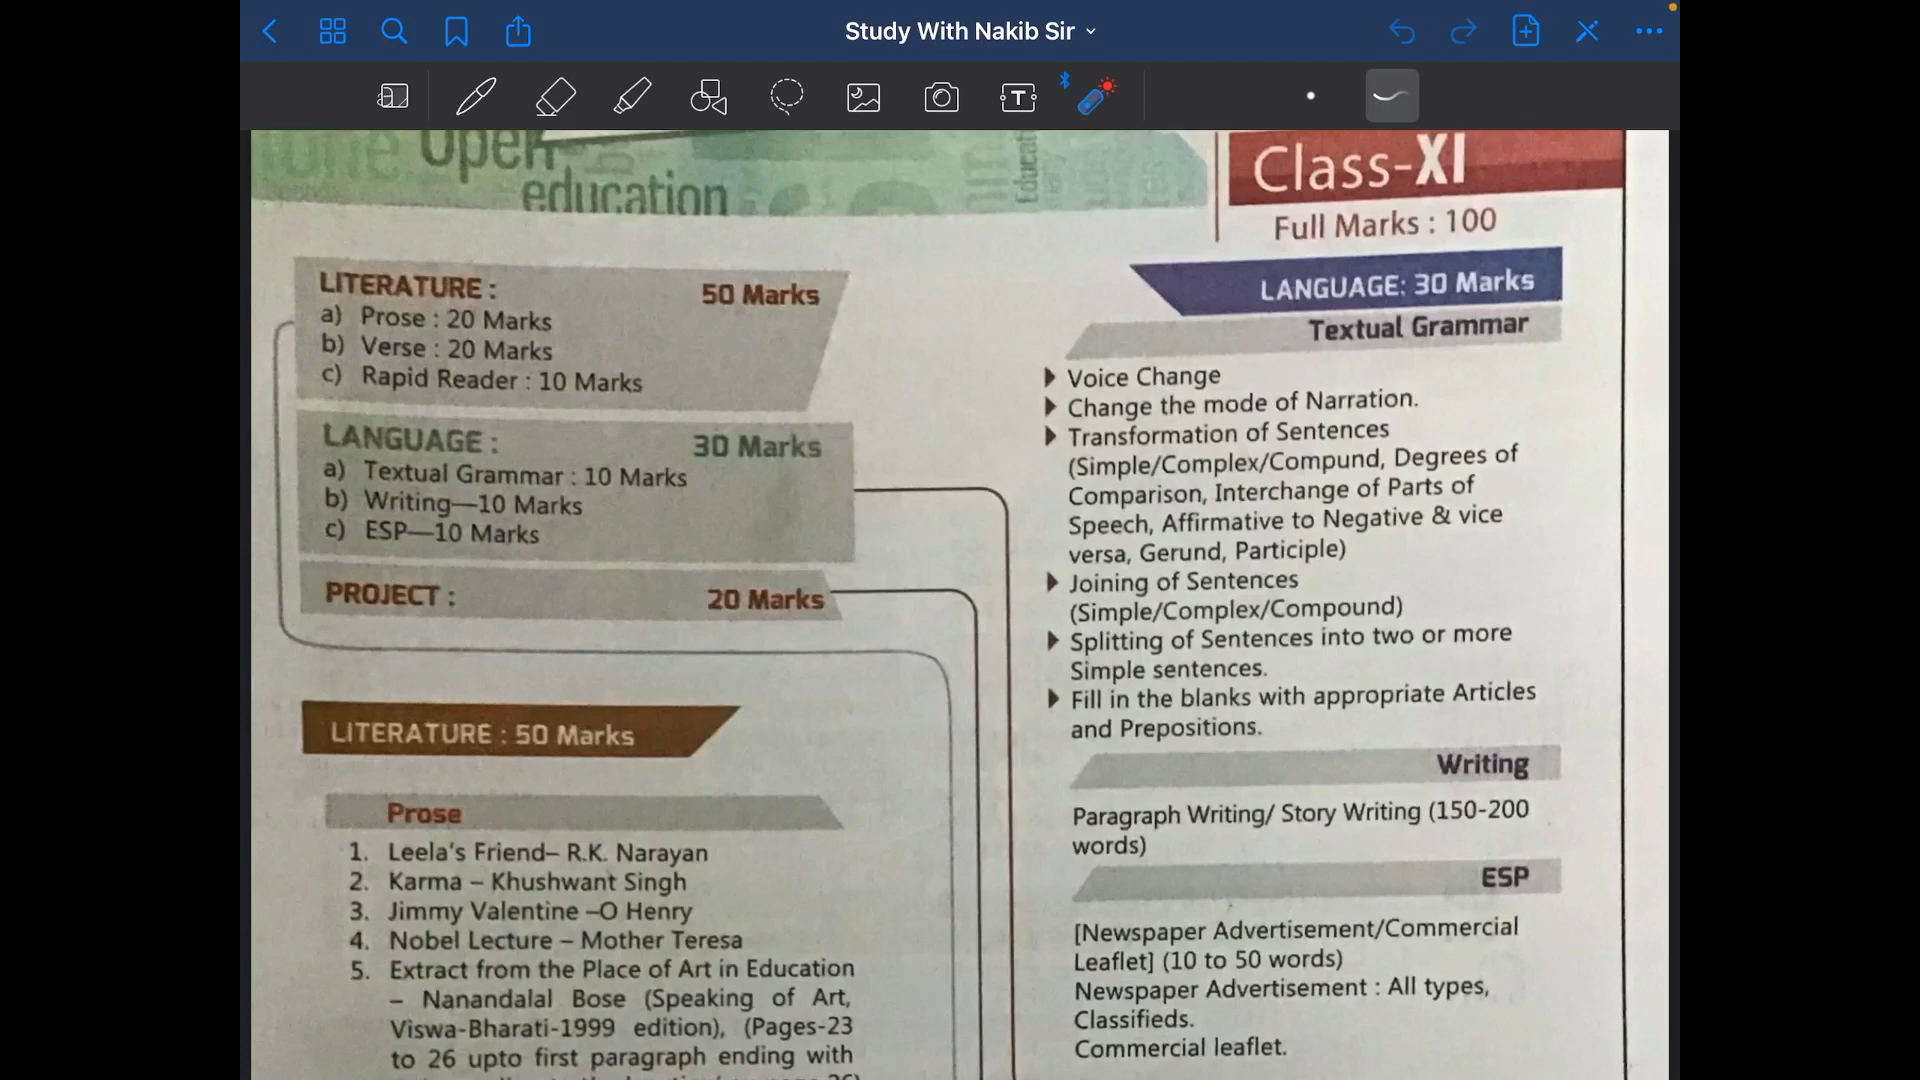 Study With Nakib Sir
T
Open
education
Class-XI
Full Marks : 100
LITERATURE : 50 Marks
a) Prose : 20 Marks
b) Verse : 20 Marks
c) Rapid Reader : 10 Marks
LANGUAGE : 30 Marks
a) Textual Grammar : 10 Marks
b) Writing—10 Marks
c) ESP—10 Marks
PROJECT : 20 Marks
LITERATURE : 50 Marks
Prose
1. Leela's Friend– R.K. Narayan
2. Karma – Khushwant Singh
3. Jimmy Valentine –O Henry
4. Nobel Lecture – Mother Teresa
5. Extract from the Place of Art in Education
– Nanandalal Bose (Speaking of Art,
Viswa-Bharati-1999 edition), (Pages-23
to 26 upto first paragraph ending with
LANGUAGE: 30 Marks
Textual Grammar
Voice Change
Change the mode of Narration.
Transformation of Sentences
(Simple/Complex/Compund, Degrees of
Comparison, Interchange of Parts of
Speech, Affirmative to Negative & vice
versa, Gerund, Participle)
Joining of Sentences
(Simple/Complex/Compound)
Splitting of Sentences into two or more
Simple sentences.
Fill in the blanks with appropriate Articles
and Prepositions.
Writing
Paragraph Writing/ Story Writing (150-200
words)
ESP
[Newspaper Advertisement/Commercial
Leaflet] (10 to 50 words)
Newspaper Advertisement : All types,
Classifieds.
Commercial leaflet.